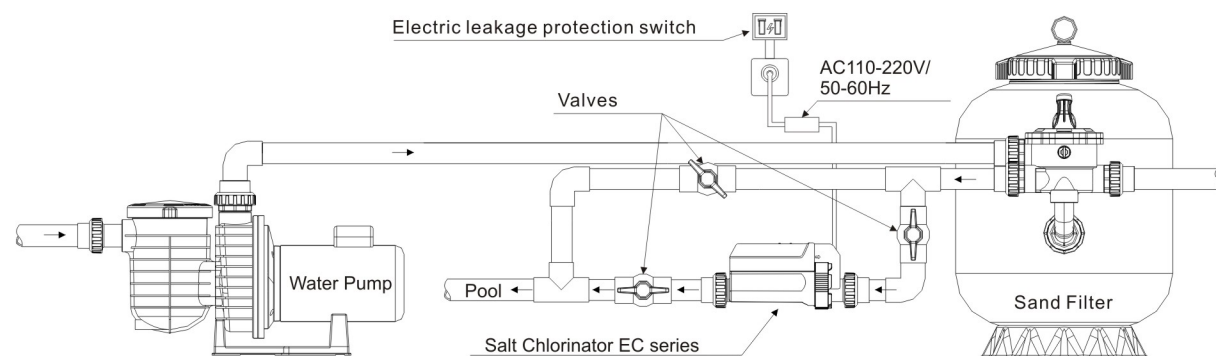 Electric leakage protection switch
AC110-220V/
50-60Hz
Valves
Water Pump
Pool
Sand Filter
Salt Chlorinator EC series